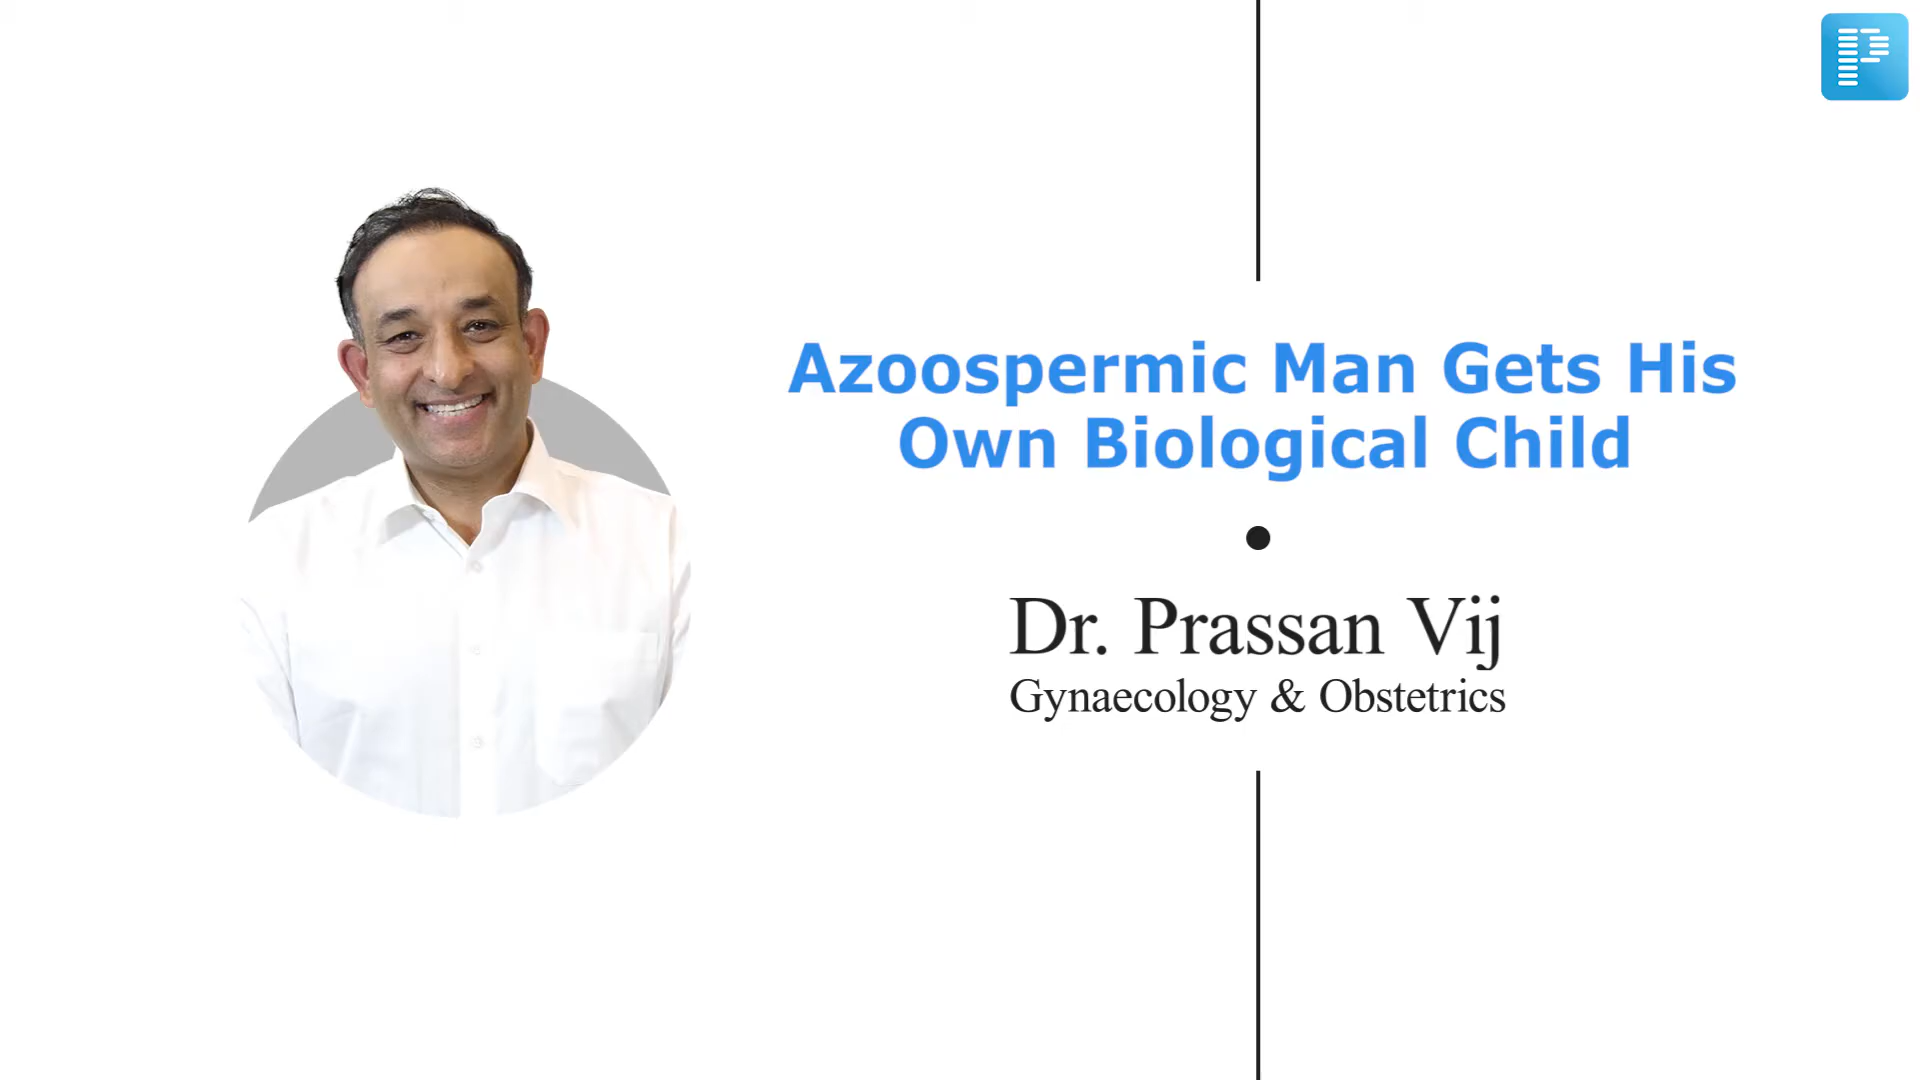 Azoospermic Man Gets His
Own Biological Child
Dr. Prassan Vij
Gynaecology & Obstetrics